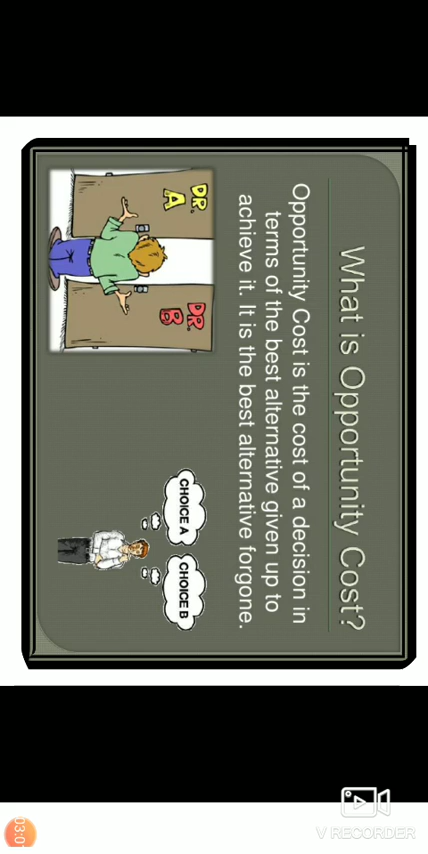 What is Opportunity Cost?
Opportunity Cost is the cost of a decision in
terms of the best alternative given up to
achieve it. It is the best alternative forgone.
DR.
A
DR.
B
CHOICE A
CHOICE B
V RECORDER